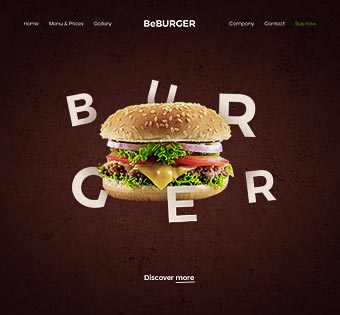 Home Menu & Prices Gallery BeBURGER Company Contact Buy now
B U R
G E R
Discover more